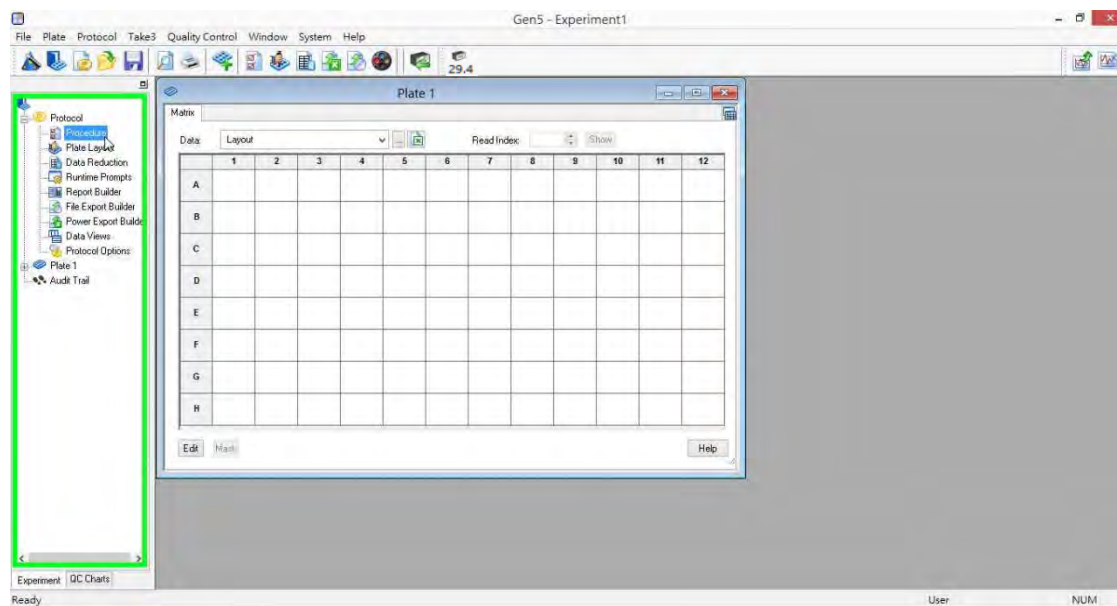 Gen5 - Experiment1
File Plate Protocol Take3 Quality Control Window System Help
29.4
Plate 1
Protocol
Procedure
Plate Layout
Data Reduction
Runtime Prompts
Report Builder
File Export Builder
Power Export Builde
Data Views
Protocol Options
Plate 1
Audit Trail
Matrix
Data: Layout ... Read Index: Show
1 2 3 4 5 6 7 8 9 10 11 12
A
B
C
D
E
F
G
H
Edit Mask Help
Experiment QC Charts
Ready User NUM